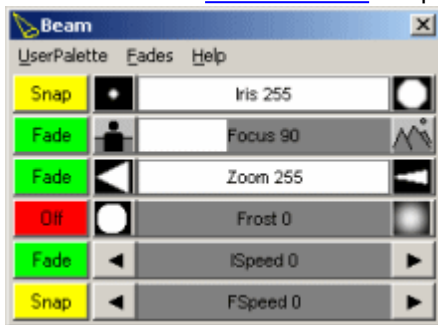 Beam
UserPalette Fades Help
Snap Iris 255
Fade Focus 90
Fade Zoom 255
Off Frost 0
Fade ISpeed 0
Snap FSpeed 0